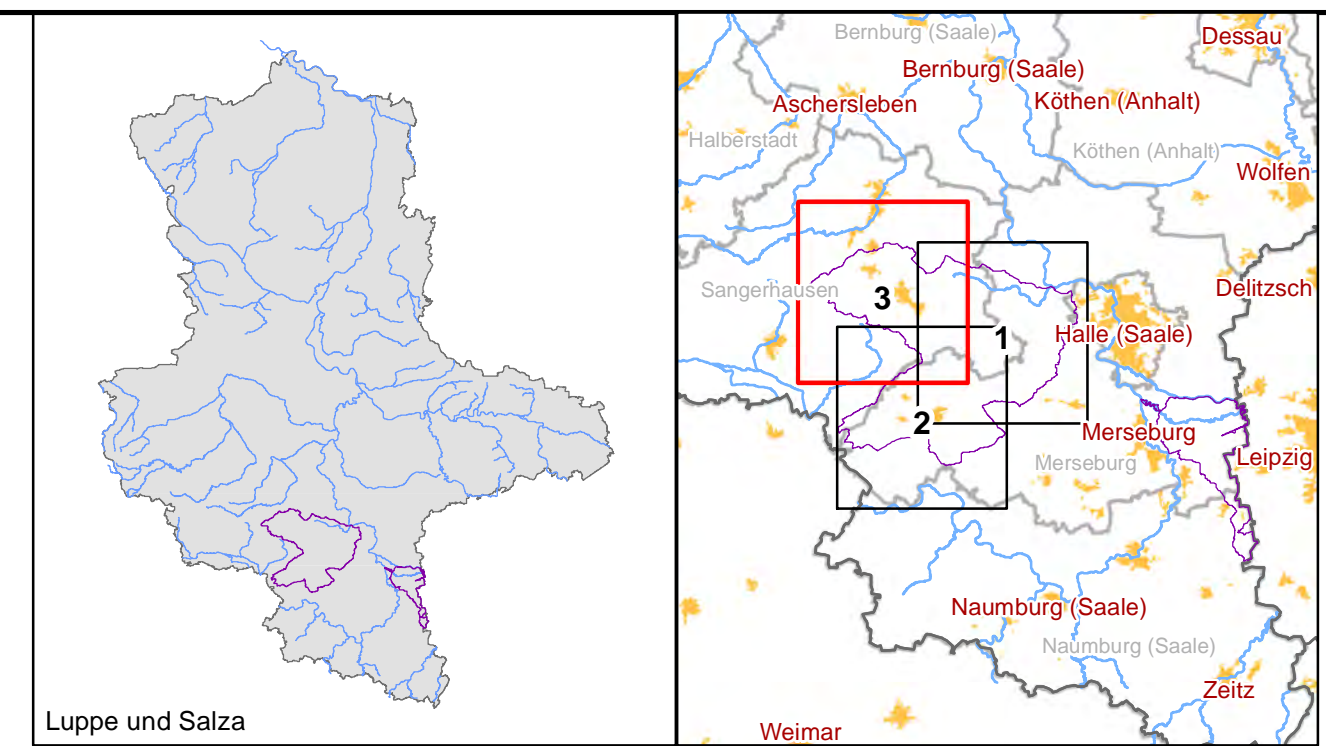 Luppe und Salza
Bernburg (Saale)
Dessau
Bernburg (Saale)
Aschersleben
Köthen (Anhalt)
Halberstadt
Köthen (Anhalt)
Wolfen
Sangerhausen
3
Delitzsch
1
Halle (Saale)
2
Merseburg
Merseburg
Leipzig
Naumburg (Saale)
Naumburg (Saale)
Zeitz
Weimar